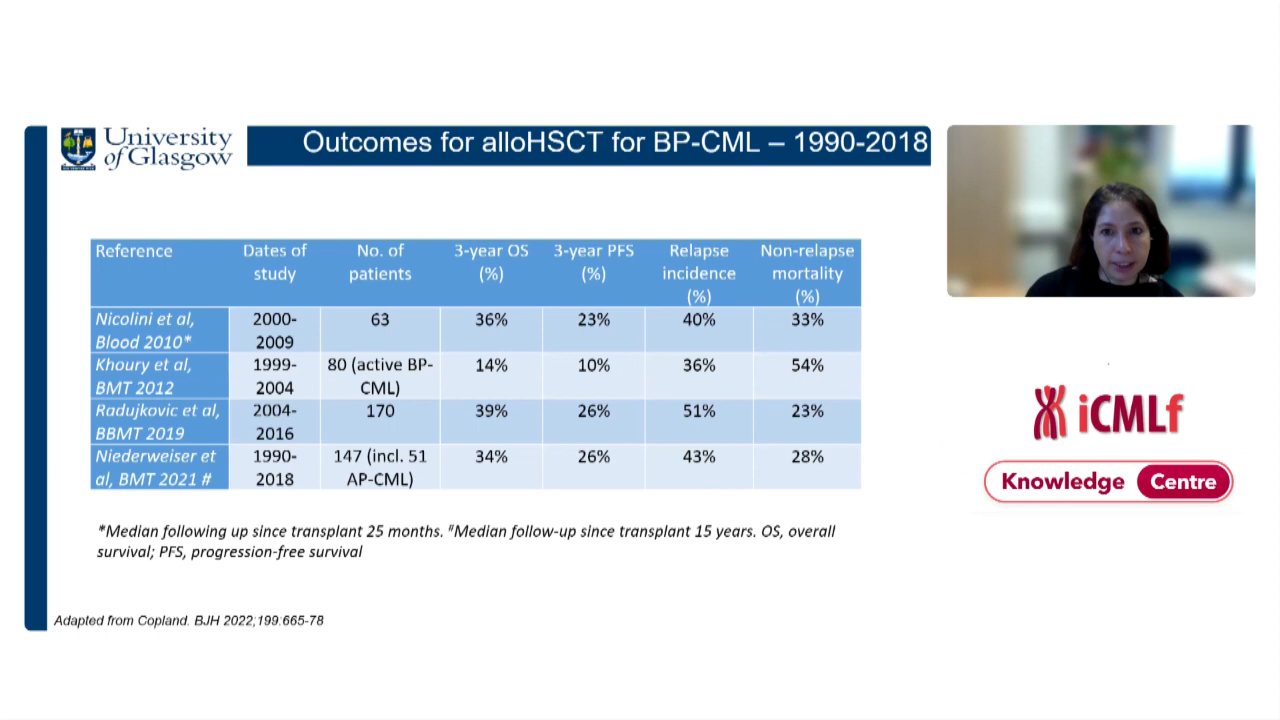 University
of Glasgow
Outcomes for alloHSCT for BP-CML – 1990-2018
Reference
Dates of
study
No. of
patients
3-year OS
(%)
3-year PFS
(%)
Relapse
incidence
(%)
Non-relapse
mortality
(%)
Nicolini et al,
Blood 2010*
2000-
2009
63
36%
23%
40%
33%
Khoury et al,
BMT 2012
1999-
2004
80 (active BP-
CML)
14%
10%
36%
54%
Radujkovic et al,
BBMT 2019
2004-
2016
170
39%
26%
51%
23%
Niederweiser et
al, BMT 2021 #
1990-
2018
147 (incl. 51
AP-CML)
34%
26%
43%
28%
*Median following up since transplant 25 months. #Median follow-up since transplant 15 years. OS, overall
survival; PFS, progression-free survival
Adapted from Copland. BJH 2022;199:665-78
iCMLf
Knowledge Centre